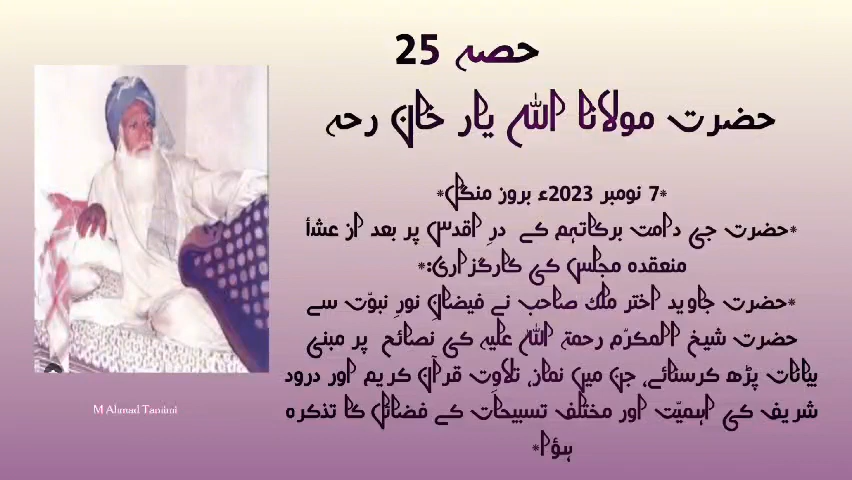 حصہ 25
حضرت مولانا اللہ یار خان رحہ
*7 نومبر 2023ء بروز منگل*
*حضرت جی دامت برکاتہم کے درِ اقدس پر بعد از عشأ
منعقدہ مجلس کی کارگزاری:*
*حضرت جاوید اختر ملک صاحب نے فیضانِ نورِ نبوّت سے
حضرت شیخ المکرّم رحمۃ اللہ علیہ کی نصائح پر مبنی
بیانات پڑھ کرسنائے، جن میں نماز، تلاوتِ قرآن کریم اور درود
شریف کی اہمیّت اور مختلف تسبیحات کے فضائل کا تذکرہ
ہؤا*
M Ahmad Tamimi